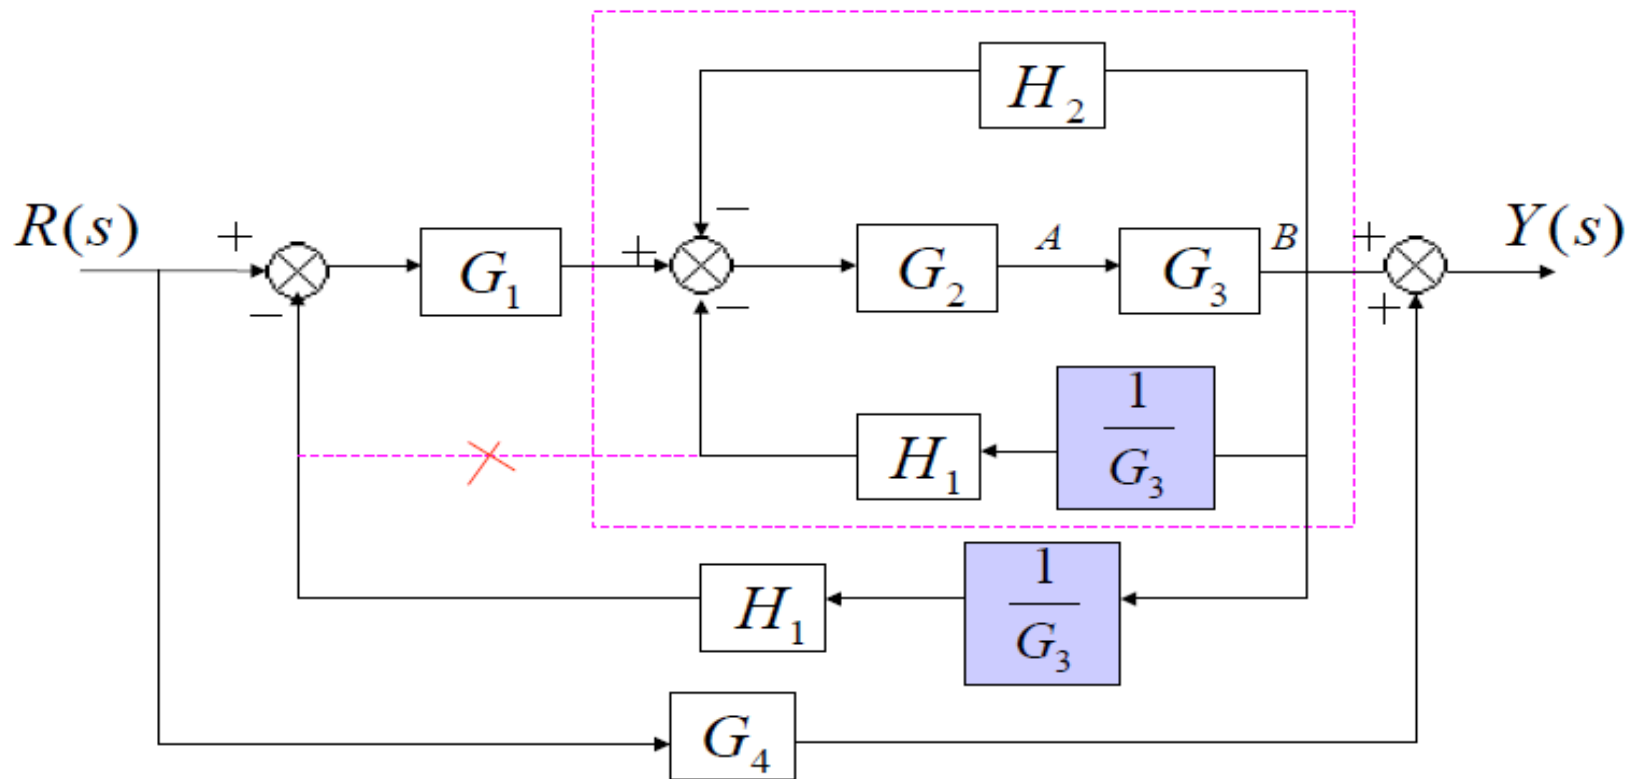 H₂
R(s) + − G₁ + − − G₂ A G₃ B + + Y(s)
H₁ 1/G₃
H₁ 1/G₃
G₄